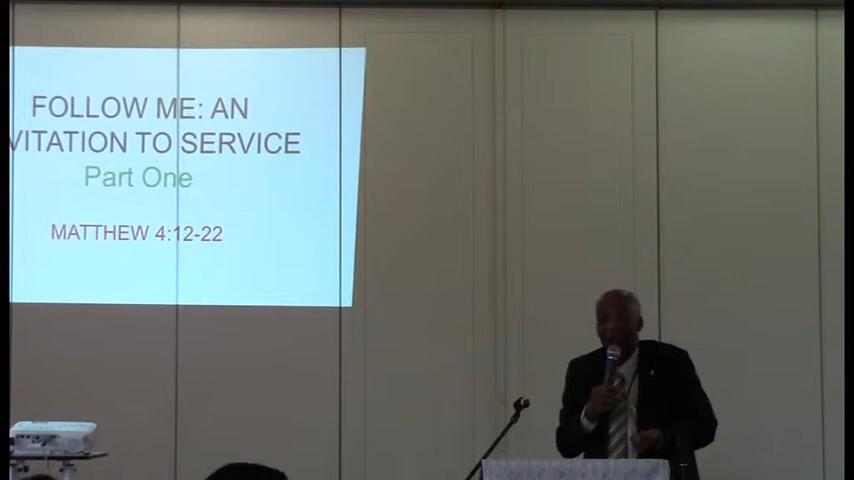 FOLLOW ME: AN
VITATION TO SERVICE
Part One
MATTHEW 4:12-22